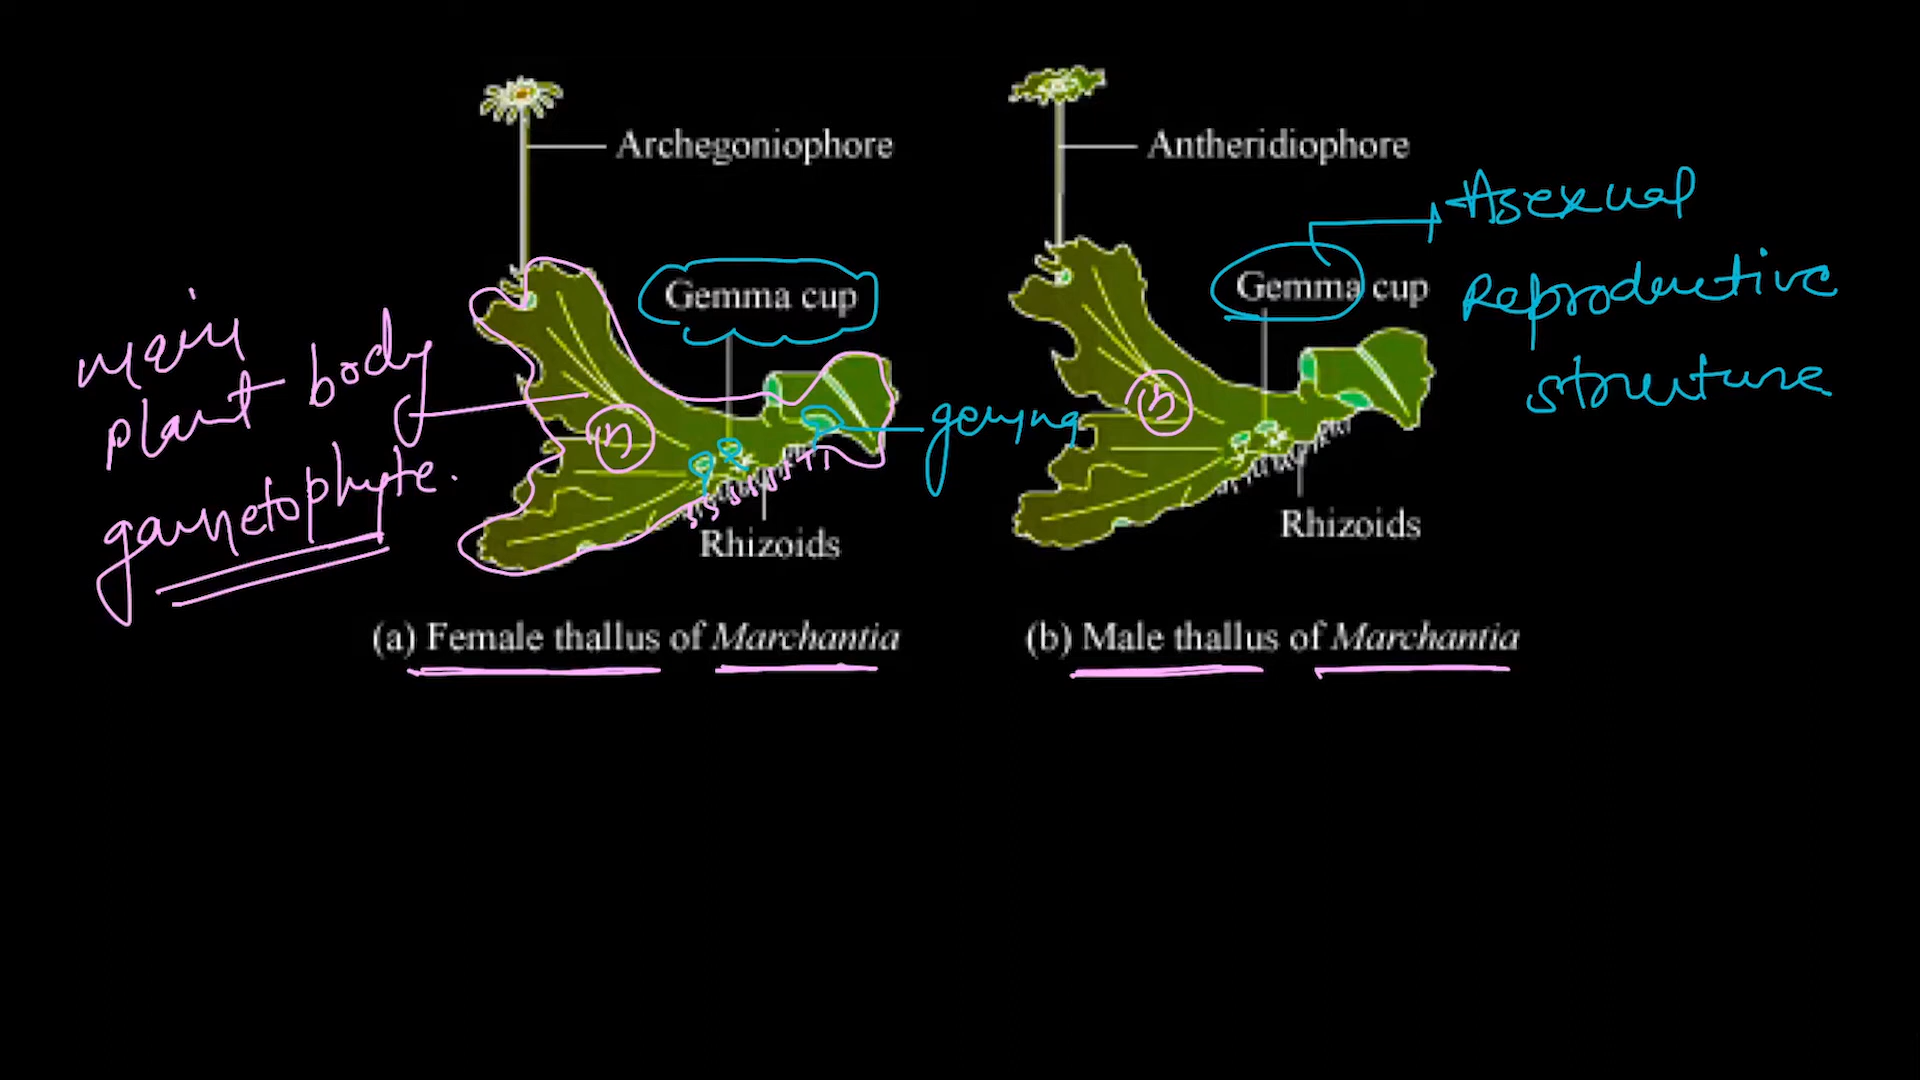 Archegoniophore
Antheridiophore
Asexual
Reproductive
structure
Gemma cup
Gemma cup
main
plant body
gametophyte.
n
n
gemma
Rhizoids
Rhizoids
(a) Female thallus of Marchantia
(b) Male thallus of Marchantia